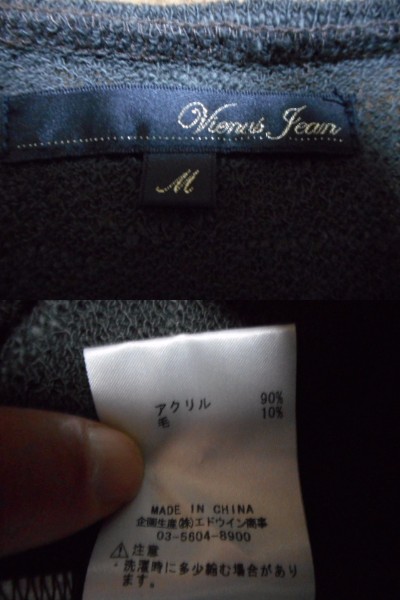 Vienus Jean
M
アクリル 90%
毛 10%
MADE IN CHINA
企画生産(株)エドウイン商事
03-5604-8900
⚠注意
・洗濯時に多少縮む場合があり
ます。